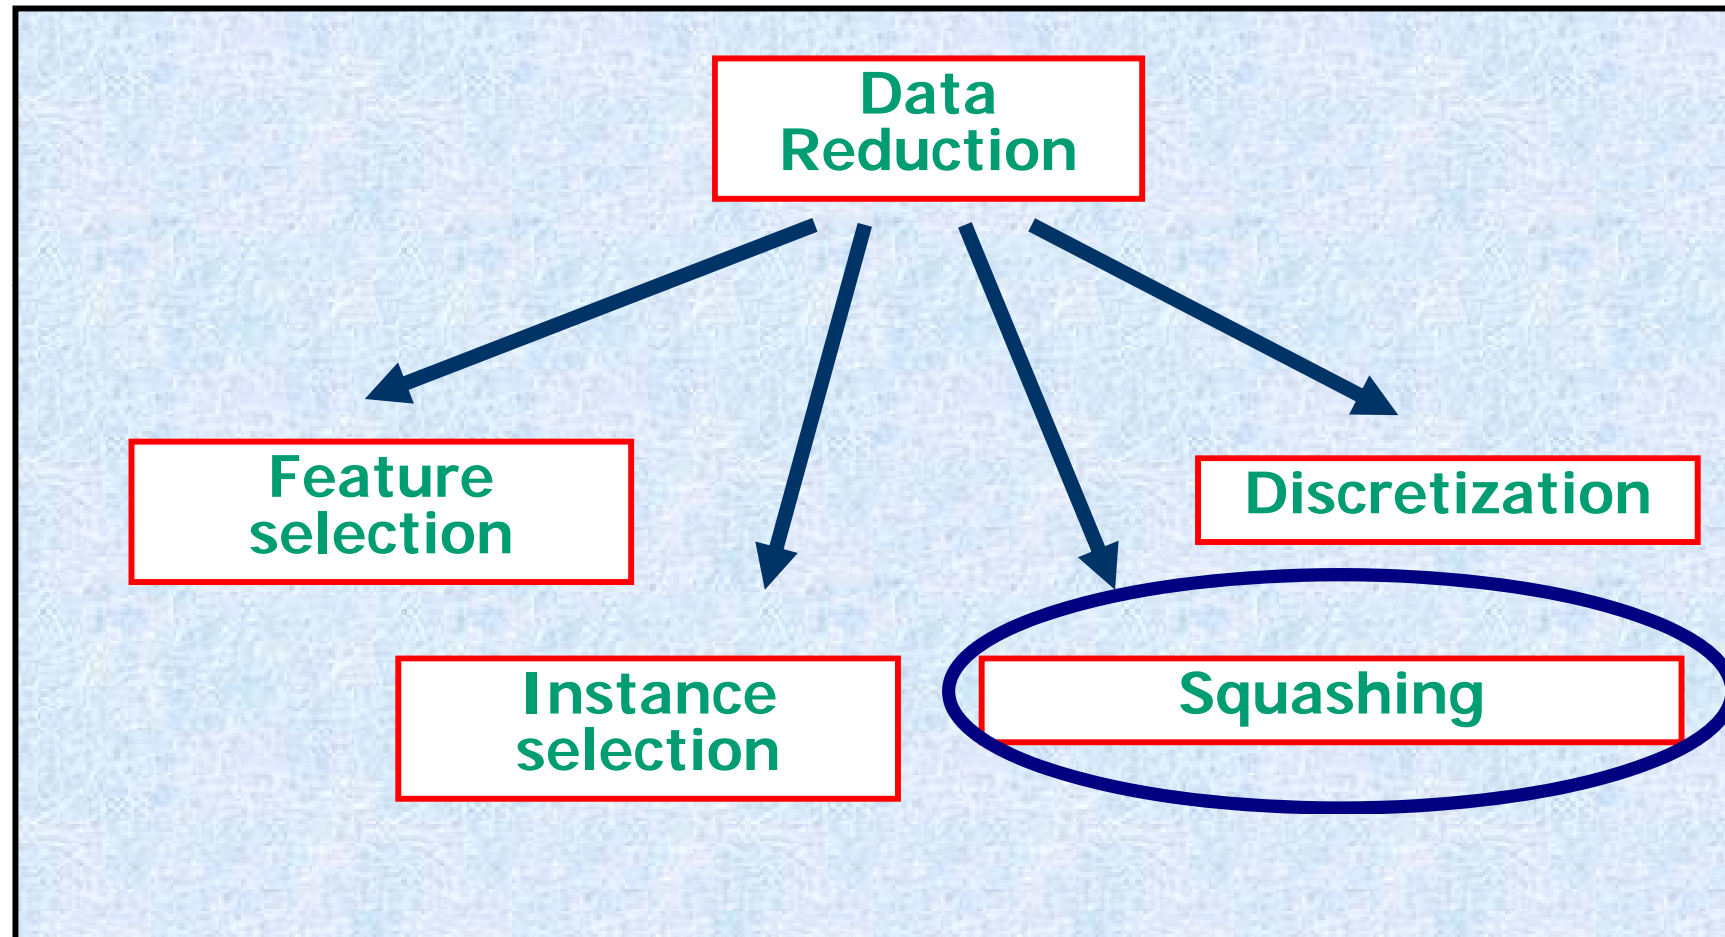 Data
Reduction
Feature
selection
Discretization
Instance
selection
Squashing